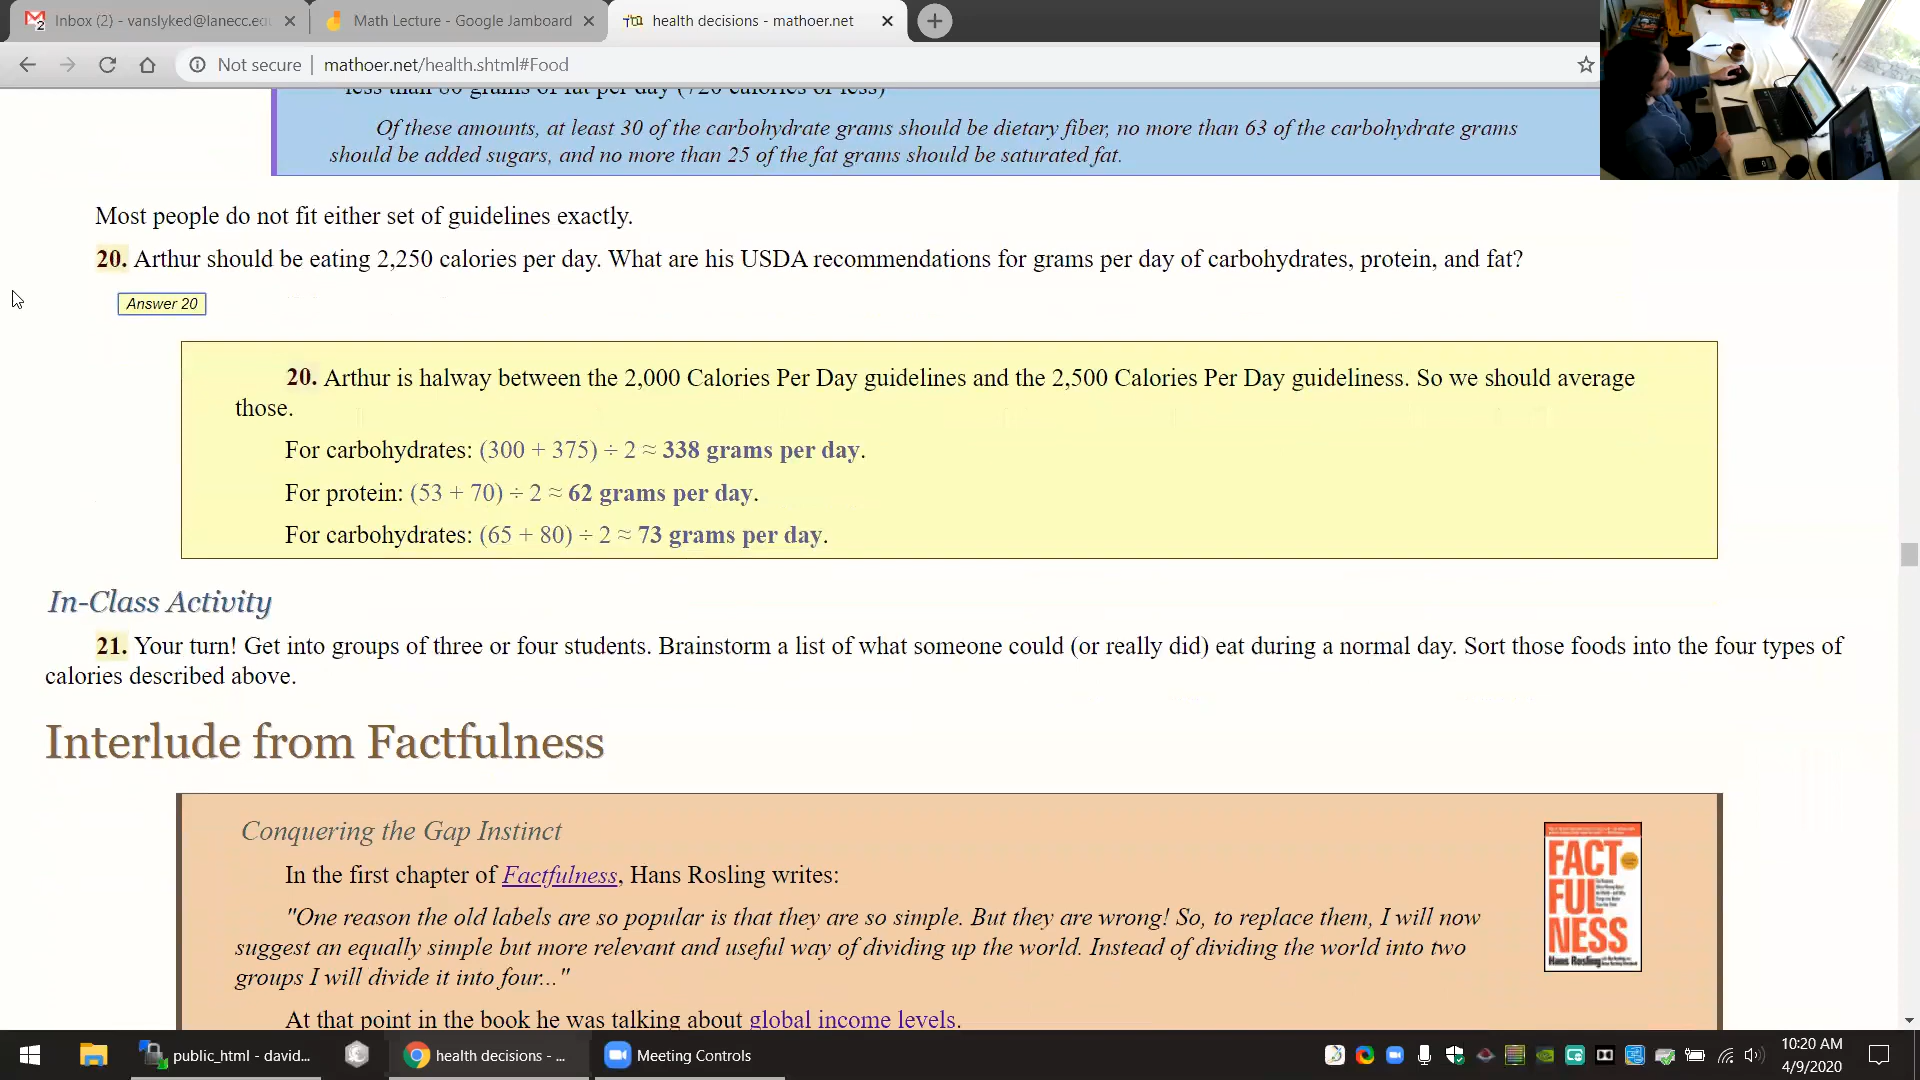 Inbox (2) - vanslyked@lanecc.edu
Math Lecture - Google Jamboard
health decisions - mathoer.net
Not secure | mathoer.net/health.shtml#Food
less than 80 grams of fat per day (720 calories or less)
Of these amounts, at least 30 of the carbohydrate grams should be dietary fiber, no more than 63 of the carbohydrate grams
should be added sugars, and no more than 25 of the fat grams should be saturated fat.
Most people do not fit either set of guidelines exactly.
20. Arthur should be eating 2,250 calories per day. What are his USDA recommendations for grams per day of carbohydrates, protein, and fat?
Answer 20
20. Arthur is halway between the 2,000 Calories Per Day guidelines and the 2,500 Calories Per Day guideliness. So we should average
those.
For carbohydrates: (300 + 375) ÷ 2 ≈ 338 grams per day.
For protein: (53 + 70) ÷ 2 ≈ 62 grams per day.
For carbohydrates: (65 + 80) ÷ 2 ≈ 73 grams per day.
In-Class Activity
21. Your turn! Get into groups of three or four students. Brainstorm a list of what someone could (or really did) eat during a normal day. Sort those foods into the four types of
calories described above.
Interlude from Factfulness
Conquering the Gap Instinct
In the first chapter of Factfulness, Hans Rosling writes:
"One reason the old labels are so popular is that they are so simple. But they are wrong! So, to replace them, I will now
suggest an equally simple but more relevant and useful way of dividing up the world. Instead of dividing the world into two
groups I will divide it into four..."
At that point in the book he was talking about global income levels.
FACT
FUL
NESS
Hans Rosling
public_html - david...
health decisions - ...
Meeting Controls
10:20 AM
4/9/2020